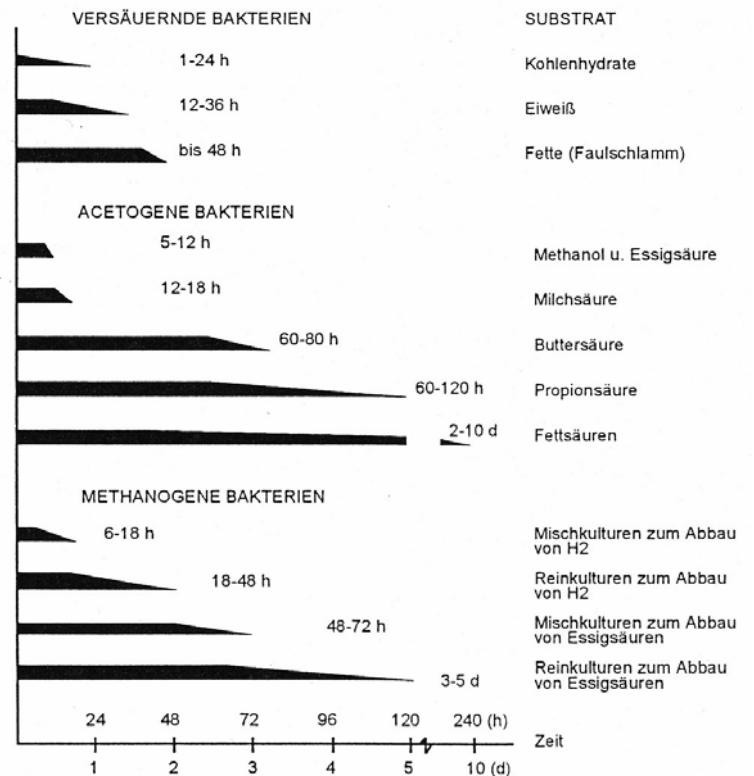 VERSÄUERNDE BAKTERIEN SUBSTRAT
1-24 h Kohlenhydrate
12-36 h Eiweiß
bis 48 h Fette (Faulschlamm)
ACETOGENE BAKTERIEN
5-12 h Methanol u. Essigsäure
12-18 h Milchsäure
60-80 h Buttersäure
60-120 h Propionsäure
2-10 d Fettsäuren
METHANOGENE BAKTERIEN
6-18 h Mischkulturen zum Abbau
von H2
18-48 h Reinkulturen zum Abbau
von H2
48-72 h Mischkulturen zum Abbau
von Essigsäuren
3-5 d Reinkulturen zum Abbau
von Essigsäuren
24 48 72 96 120 240 (h)
Zeit
1 2 3 4 5 10 (d)